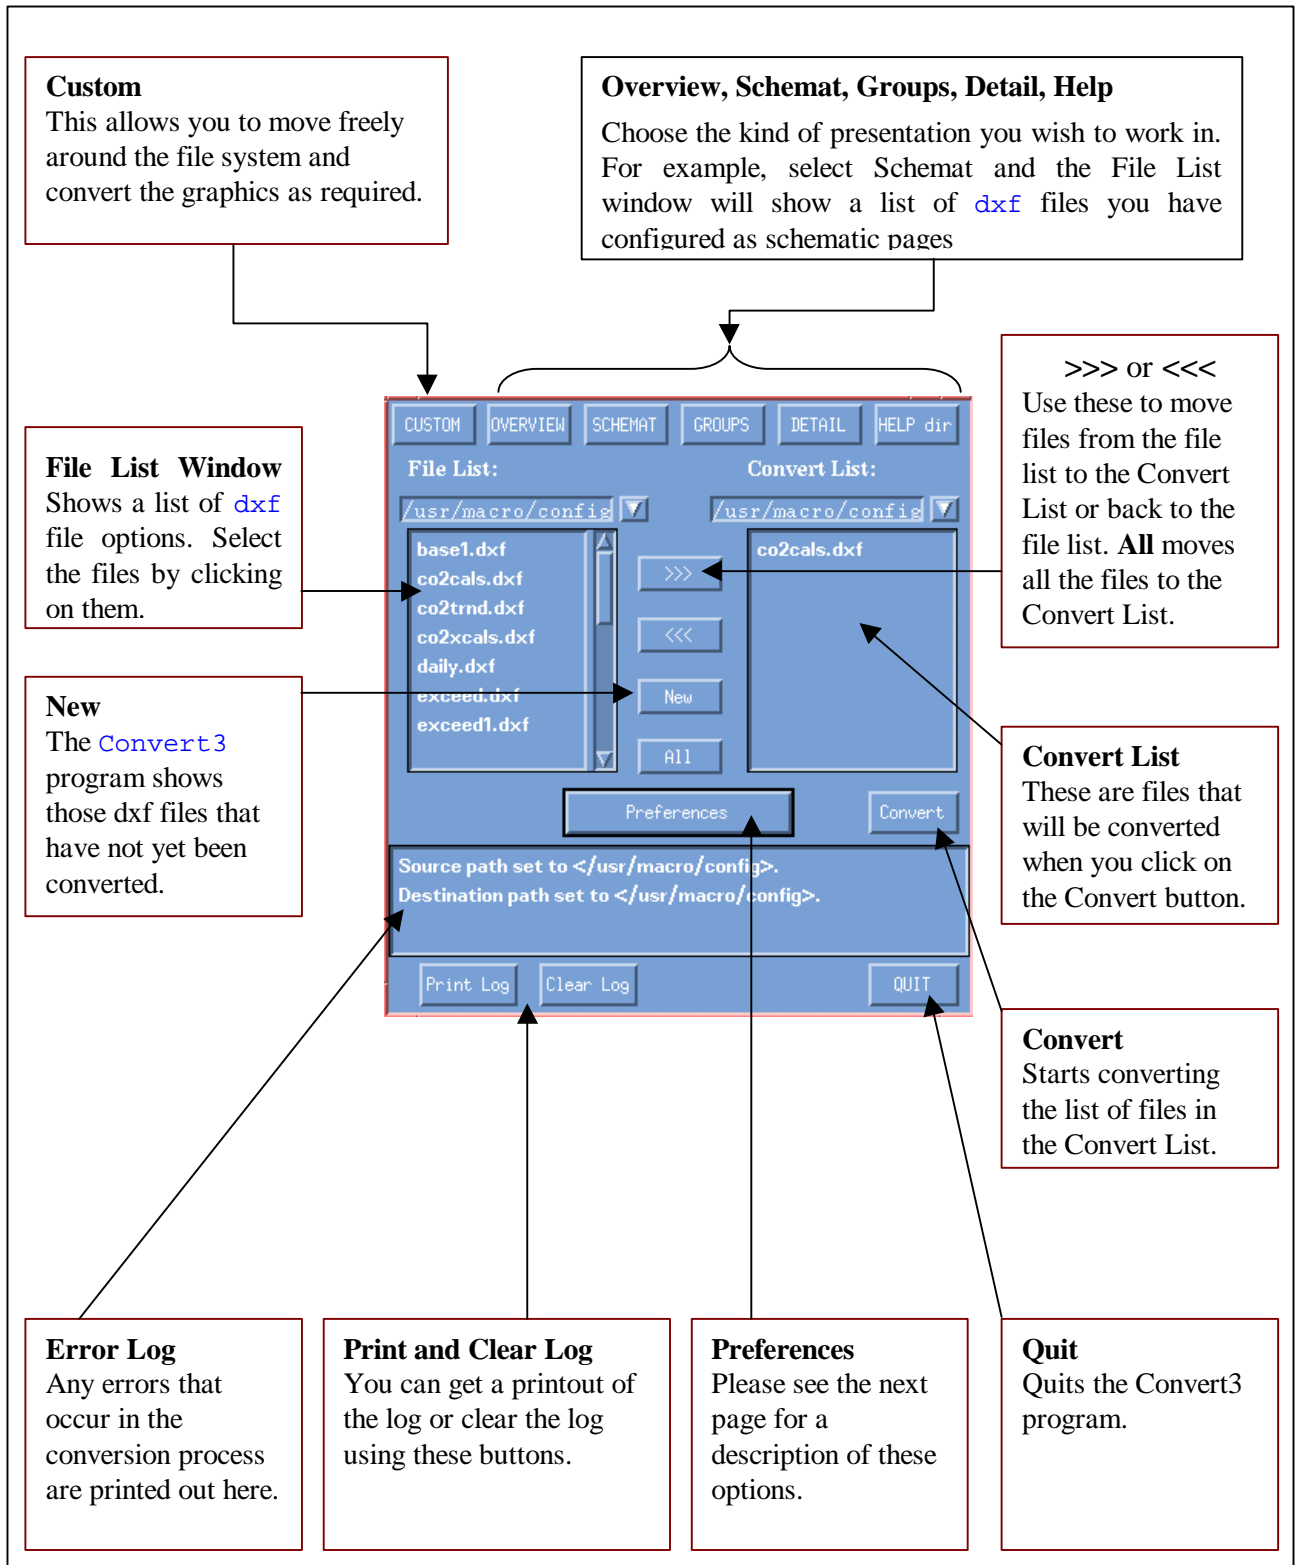 Custom
This allows you to move freely
around the file system and
convert the graphics as required.
Overview, Schemat, Groups, Detail, Help
Choose the kind of presentation you wish to work in.
For example, select Schemat and the File List
window will show a list of dxf files you have
configured as schematic pages
>>> or <<<
Use these to move
files from the file
list to the Convert
List or back to the
file list. All moves
all the files to the
Convert List.
File List Window
Shows a list of dxf
file options. Select
the files by clicking
on them.
New
The Convert3
program shows
those dxf files that
have not yet been
converted.
CUSTOM OVERVIEW SCHEMAT GROUPS DETAIL HELP dir
File List: Convert List:
/usr/macro/config /usr/macro/config
base1.dxf
co2cals.dxf
co2trnd.dxf
co2xcals.dxf
daily.dxf
exceed.dxf
exceed1.dxf
>>>
<<<
New
All
co2cals.dxf
Preferences Convert
Source path set to </usr/macro/config>.
Destination path set to </usr/macro/config>.
Print Log Clear Log QUIT
Convert List
These are files that
will be converted
when you click on
the Convert button.
Convert
Starts converting
the list of files in
the Convert List.
Error Log
Any errors that
occur in the
conversion process
are printed out here.
Print and Clear Log
You can get a printout of
the log or clear the log
using these buttons.
Preferences
Please see the next
page for a
description of these
options.
Quit
Quits the Convert3
program.